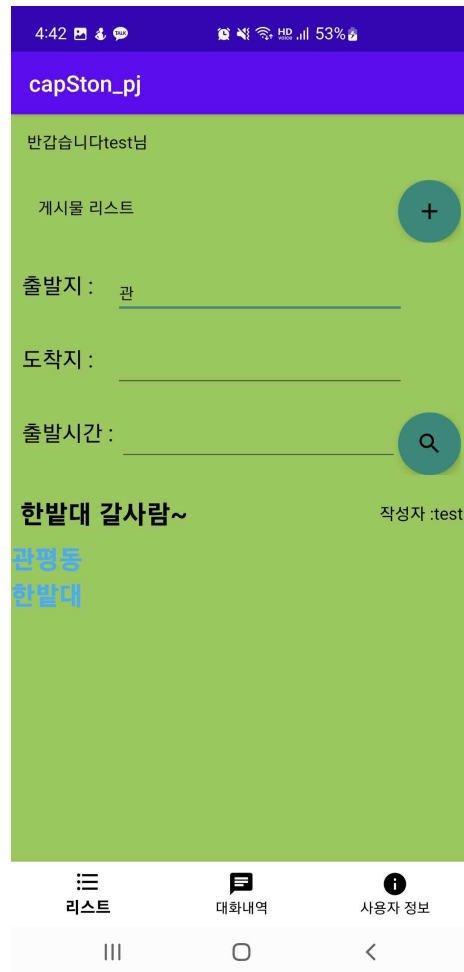 4:42 TALK HD voice 53%
capSton_pj
반갑습니다test님
게시물 리스트
+
출발지 : 관
도착지 :
출발시간 :
한밭대 갈사람~ 작성자 :test
관평동
한밭대
리스트 대화내역 사용자 정보